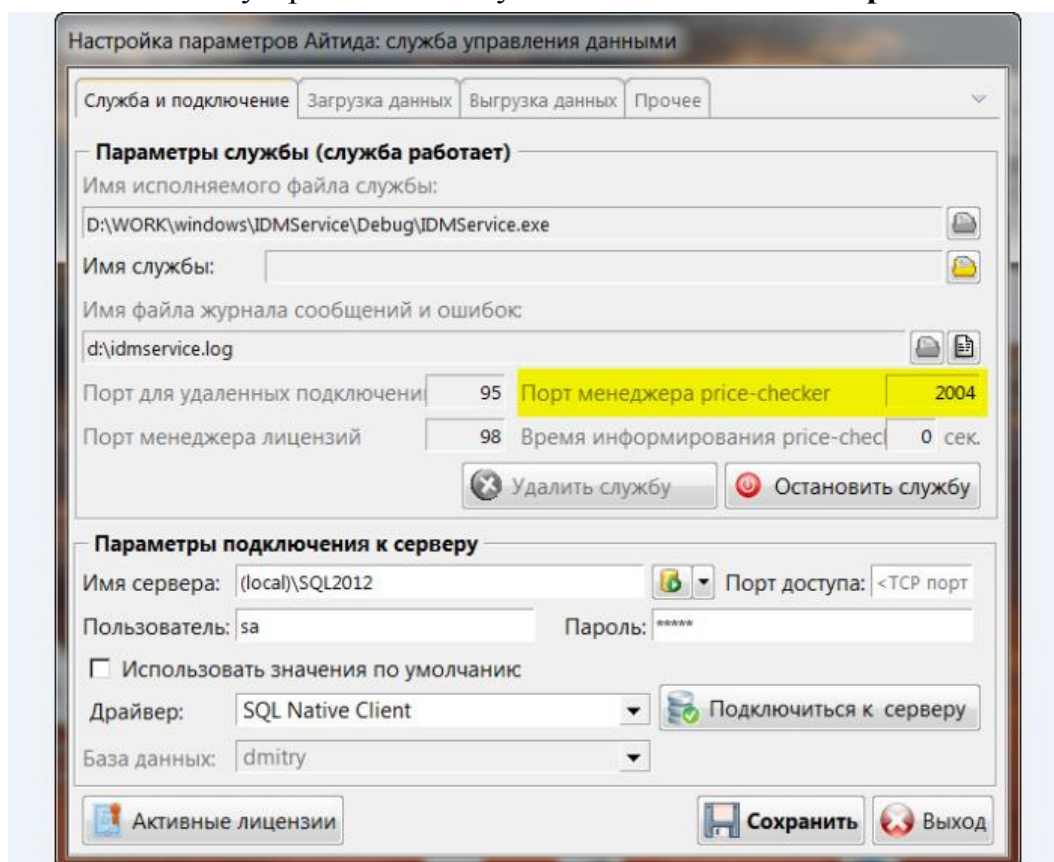 Настройка параметров Айтида: служба управления данными
Служба и подключение Загрузка данных Выгрузка данных Прочее
Параметры службы (служба работает)
Имя исполняемого файла службы:
D:\WORK\windows\IDMService\Debug\IDMService.exe
Имя службы:
Имя файла журнала сообщений и ошибок:
d:\idmservice.log
Порт для удаленных подключени 95 Порт менеджера price-checker 2004
Порт менеджера лицензий 98 Время информирования price-chec 0 сек.
Удалить службу Остановить службу
Параметры подключения к серверу
Имя сервера: (local)\SQL2012 Порт доступа: <TCP порт
Пользователь: sa Пароль: *****
Использовать значения по умолчанию
Драйвер: SQL Native Client Подключиться к серверу
База данных: dmitry
Активные лицензии Сохранить Выход